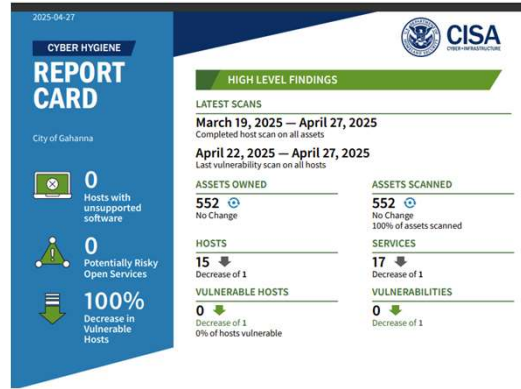 2025-04-27
CYBER HYGIENE
REPORT
CARD
City of Gahanna
0
Hosts with
unsupported
software
0
Potentially Risky
Open Services
100%
Decrease in
Vulnerable
Hosts
CISA
CYBER+INFRASTRUCTURE
HIGH LEVEL FINDINGS
LATEST SCANS
March 19, 2025 — April 27, 2025
Completed host scan on all assets
April 22, 2025 — April 27, 2025
Last vulnerability scan on all hosts
ASSETS OWNED
552
No Change
ASSETS SCANNED
552
No Change
100% of assets scanned
HOSTS
15
Decrease of 1
SERVICES
17
Decrease of 1
VULNERABLE HOSTS
0
Decrease of 1
0% of hosts vulnerable
VULNERABILITIES
0
Decrease of 1